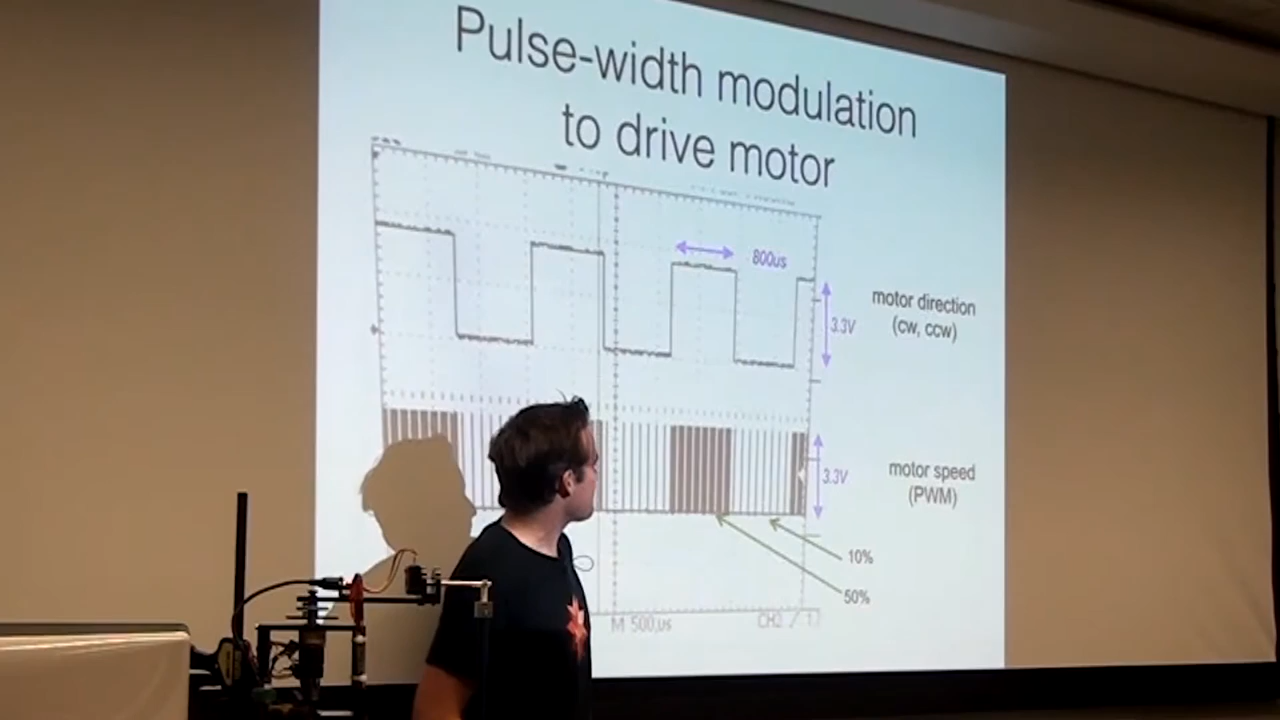 Pulse-width modulation
to drive motor
800us
3.3V
motor direction
(cw, ccw)
3.3V
motor speed
(PWM)
10%
50%
M 500us
CH2